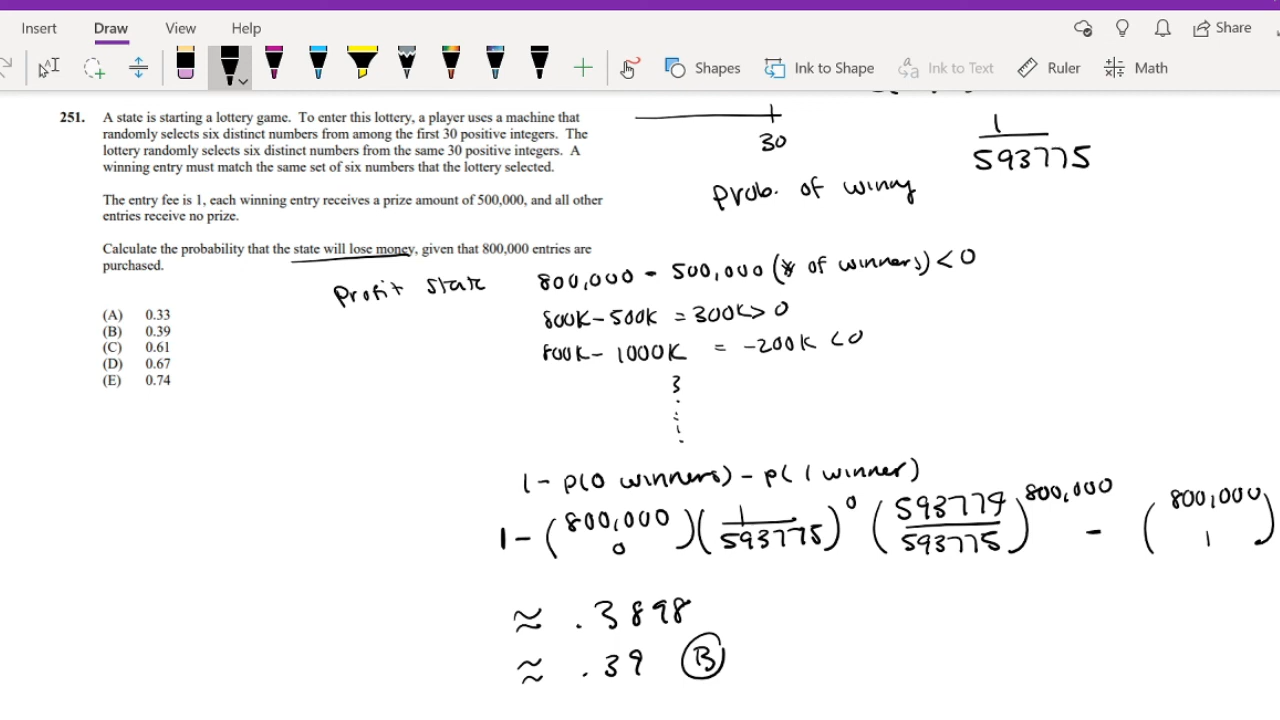 Insert Draw View Help Share
Shapes Ink to Shape Ink to Text Ruler Math
251. A state is starting a lottery game. To enter this lottery, a player uses a machine that
randomly selects six distinct numbers from among the first 30 positive integers. The
lottery randomly selects six distinct numbers from the same 30 positive integers. A
winning entry must match the same set of six numbers that the lottery selected.
The entry fee is 1, each winning entry receives a prize amount of 500,000, and all other
entries receive no prize.
Calculate the probability that the state will lose money, given that 800,000 entries are
purchased.
(A) 0.33
(B) 0.39
(C) 0.61
(D) 0.67
(E) 0.74
30
1
593775
Prob. of
Profit State 800,000 - 500,000 (# of winners) < 0
800K - 500K = 300K > 0
800K - 1000K = -200K < 0
3
1 - P(0 winners) - P(1 winner)
1 - (800,000 0)(1/593775)^0 (593774/593775)^800,000 - (800,000 1)
≈ .3898
≈ .39 B